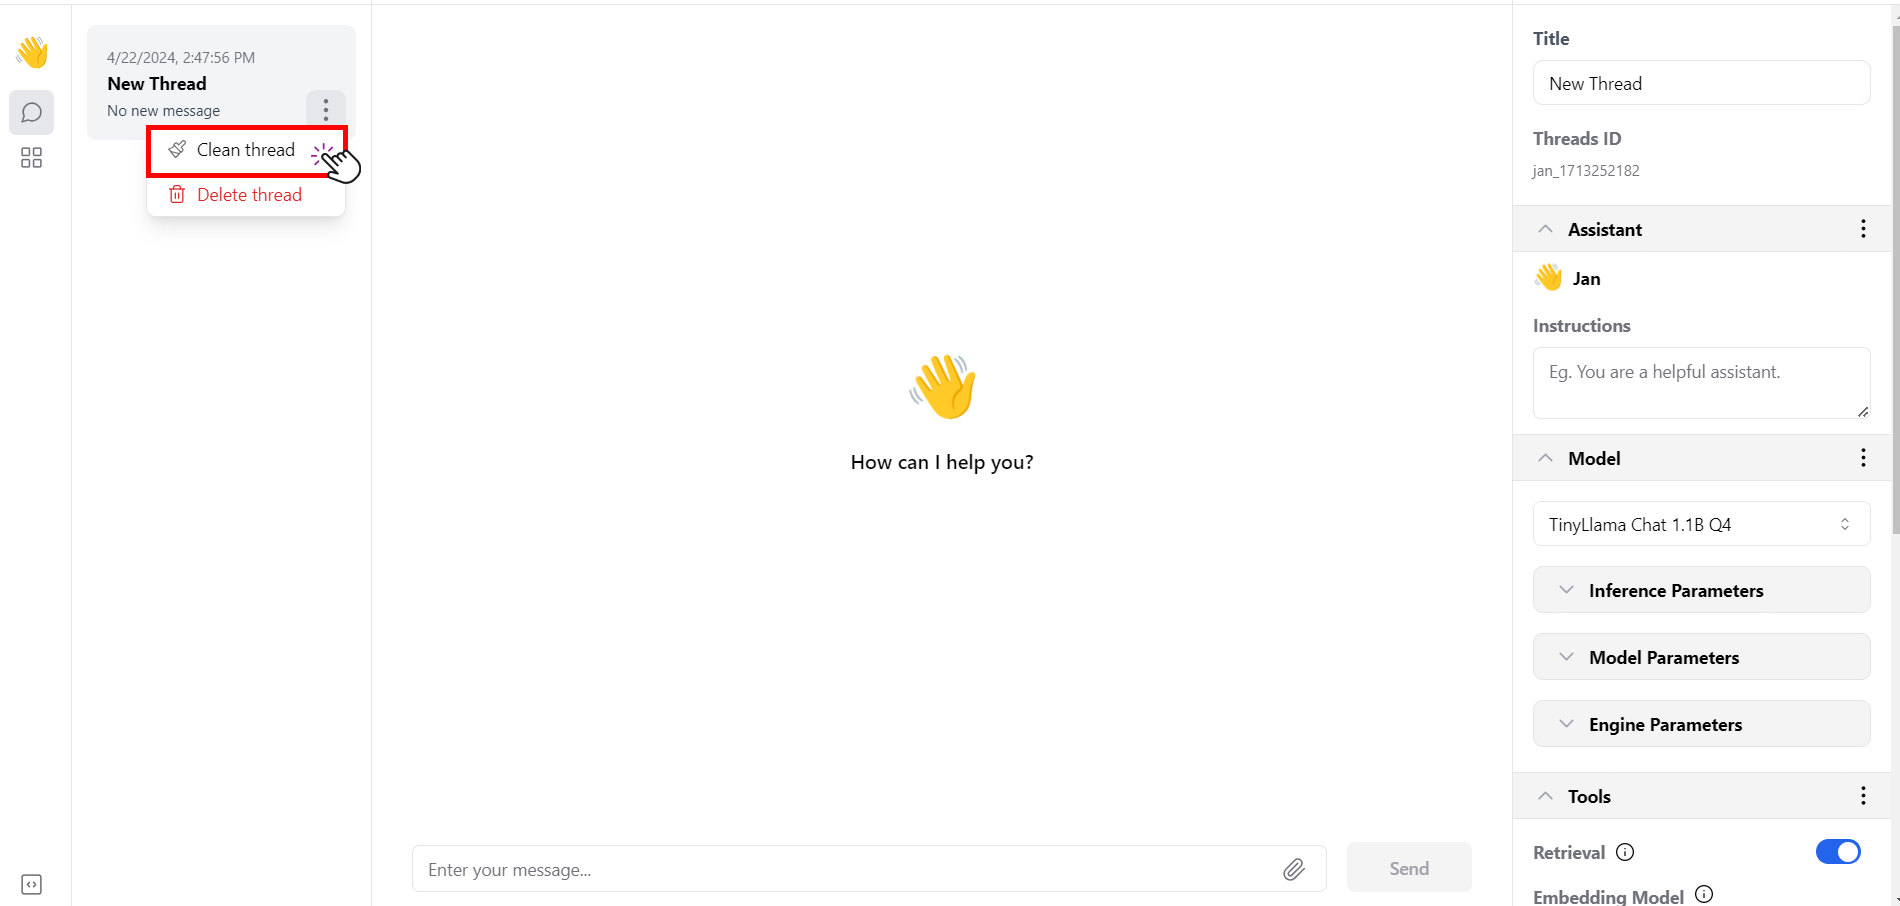 4/22/2024, 2:47:56 PM
New Thread
No new message
Clean thread
Delete thread
How can I help you?
Enter your message...
Send
Title
New Thread
Threads ID
jan_1713252182
Assistant
Jan
Instructions
Eg. You are a helpful assistant.
Model
TinyLlama Chat 1.1B Q4
Inference Parameters
Model Parameters
Engine Parameters
Tools
Retrieval
Embedding Model